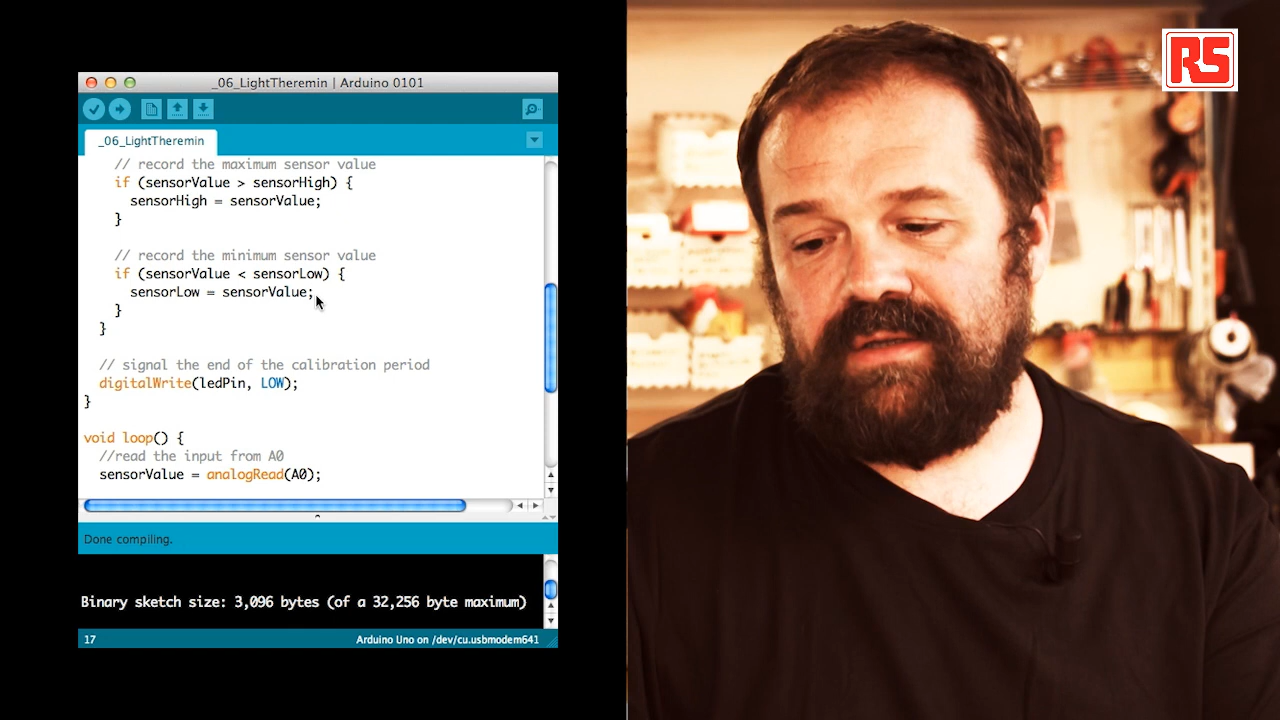 _06_LightTheremin | Arduino 0101
_06_LightTheremin
// record the maximum sensor value
if (sensorValue > sensorHigh) {
sensorHigh = sensorValue;
}
// record the minimum sensor value
if (sensorValue < sensorLow) {
sensorLow = sensorValue;
}
}
// signal the end of the calibration period
digitalWrite(ledPin, LOW);
}
void loop() {
//read the input from A0
sensorValue = analogRead(A0);
Done compiling.
Binary sketch size: 3,096 bytes (of a 32,256 byte maximum)
17
Arduino Uno on /dev/cu.usbmodem641
RS